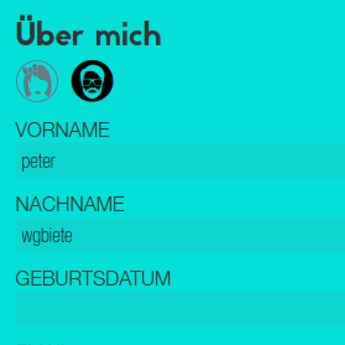 Über mich
VORNAME
peter
NACHNAME
wgbiete
GEBURTSDATUM